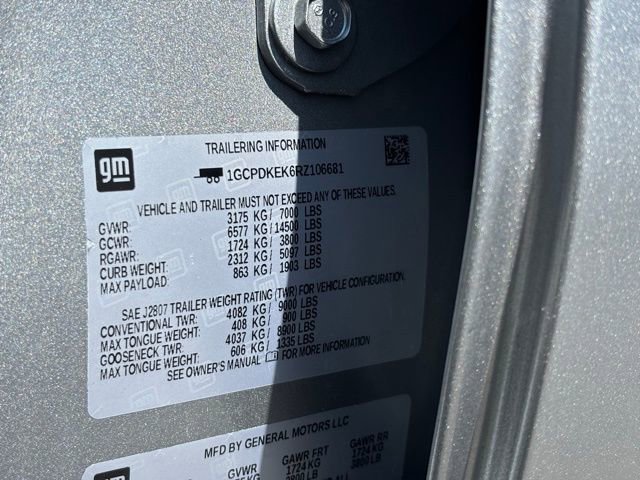 TRAILERING INFORMATION
gm
1GCPDKEK6RZ106681
VEHICLE AND TRAILER MUST NOT EXCEED ANY OF THESE VALUES.
GVWR: 3175 KG/ 7000 LBS
GCWR: 6577 KG/ 14500 LBS
RGAWR: 1724 KG/ 3800 LBS
CURB WEIGHT: 2312 KG/ 5097 LBS
MAX PAYLOAD: 863 KG/ 1903 LBS
SAE J2807 TRAILER WEIGHT RATING (TWR) FOR VEHICLE CONFIGURATION.
CONVENTIONAL TWR: 4082 KG/ 9000 LBS
MAX TONGUE WEIGHT: 408 KG/ 900 LBS
GOOSENECK TWR: 4037 KG/ 8900 LBS
MAX TONGUE WEIGHT: 606 KG/ 1335 LBS
SEE OWNER'S MANUAL FOR MORE INFORMATION
MFD BY GENERAL MOTORS LLC
GVWR GAWR FRT GAWR RR
1724 KG 1724 KG
3800 LB 3800 LB